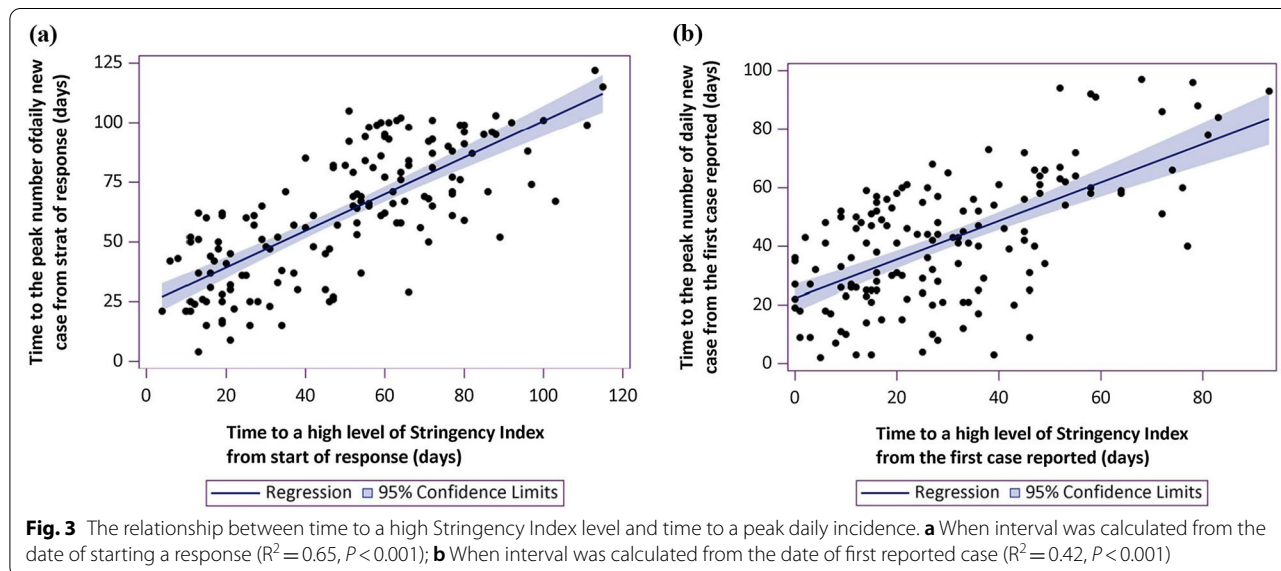 (a)
Time to the peak number ofdaily new
case from strat of response (days)
125
100
75
50
25
0
0 20 40 60 80 103 120
Time to a high level of Stringency Index
from start of response (days)
Regression 95% Confidence Limits
(b)
Time to the peak number of daily new
case from the first case reported (days)
100
80
60
40
20
0
0 20 40 60 80
Time to a high level of Stringency Index
from the first case reported (days)
Regression 95% Confidence Limits
Fig. 3 The relationship between time to a high Stringency Index level and time to a peak daily incidence. a When interval was calculated from the
date of starting a response (R² = 0.65, P < 0.001); b When interval was calculated from the date of first reported case (R² = 0.42, P < 0.001)